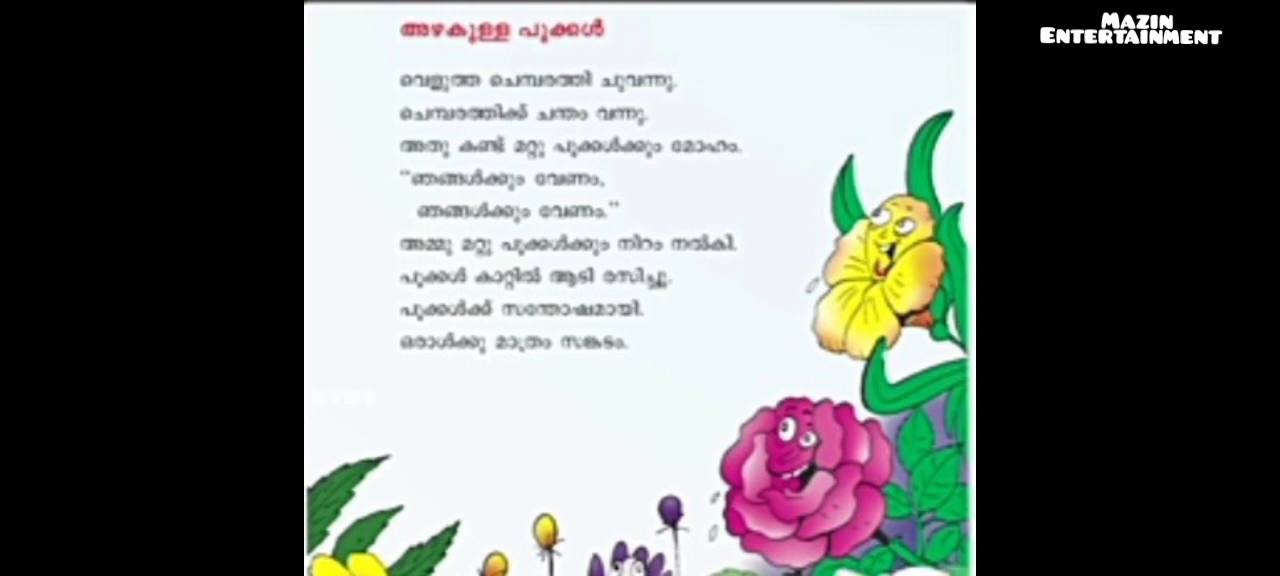 അഴകുള്ള പൂക്കൾ
വെളുത്ത ചെമ്പരത്തി ചുവന്നു.
ചെമ്പരത്തിക്ക് ചന്തം വന്നു.
അതു കണ്ട് മറ്റു പൂക്കൾക്കും മോഹം.
"ഞങ്ങൾക്കും വേണം,
ഞങ്ങൾക്കും വേണം."
അമ്മു മറ്റു പൂക്കൾക്കും നിറം നൽകി.
പൂക്കൾ കാറ്റിൽ ആടി രസിച്ചു.
പൂക്കൾക്ക് സന്തോഷമായി.
ഒരാൾക്കു മാത്രം സങ്കടം.
MAZIN
ENTERTAINMENT